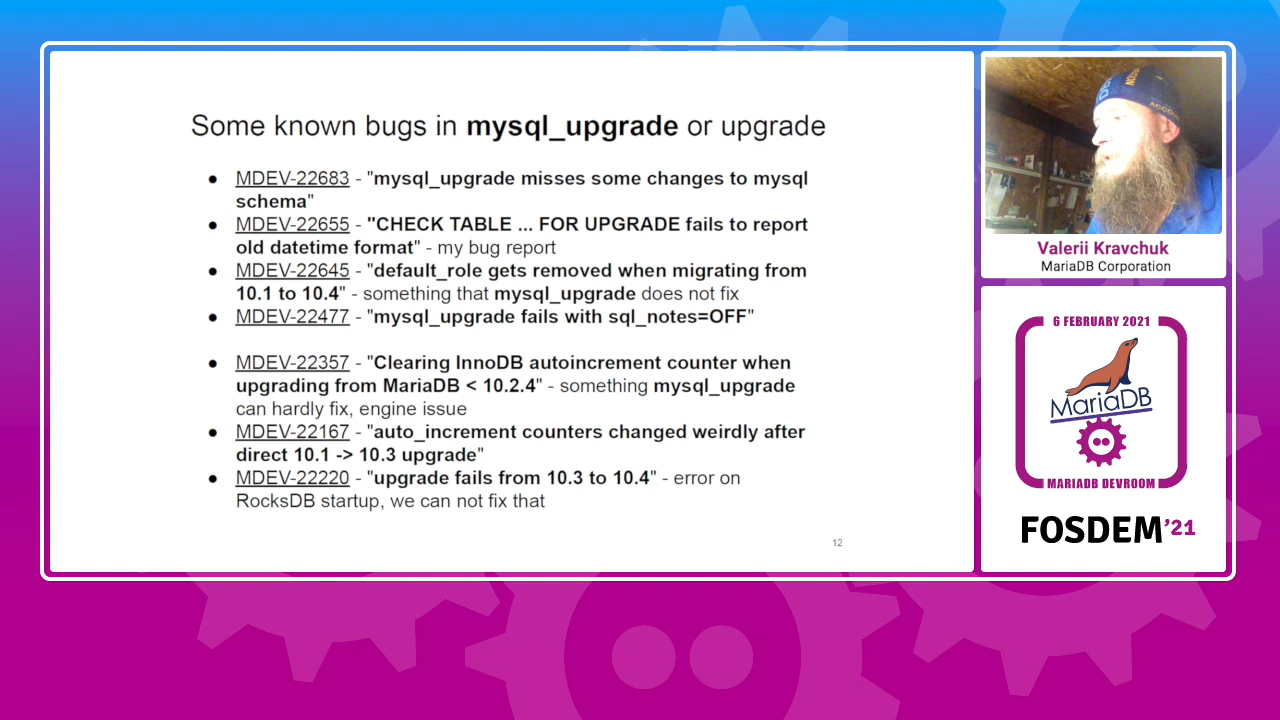 Some known bugs in mysql_upgrade or upgrade
● MDEV-22683 - "mysql_upgrade misses some changes to mysql
schema"
● MDEV-22655 - "CHECK TABLE ... FOR UPGRADE fails to report
old datetime format" - my bug report
● MDEV-22645 - "default_role gets removed when migrating from
10.1 to 10.4" - something that mysql_upgrade does not fix
● MDEV-22477 - "mysql_upgrade fails with sql_notes=OFF"
● MDEV-22357 - "Clearing InnoDB autoincrement counter when
upgrading from MariaDB < 10.2.4" - something mysql_upgrade
can hardly fix, engine issue
● MDEV-22167 - "auto_increment counters changed weirdly after
direct 10.1 -> 10.3 upgrade"
● MDEV-22220 - "upgrade fails from 10.3 to 10.4" - error on
RocksDB startup, we can not fix that
12
Valerii Kravchuk
MariaDB Corporation
6 FEBRUARY 2021
MariaDB
MARIADB DEVROOM
FOSDEM'21